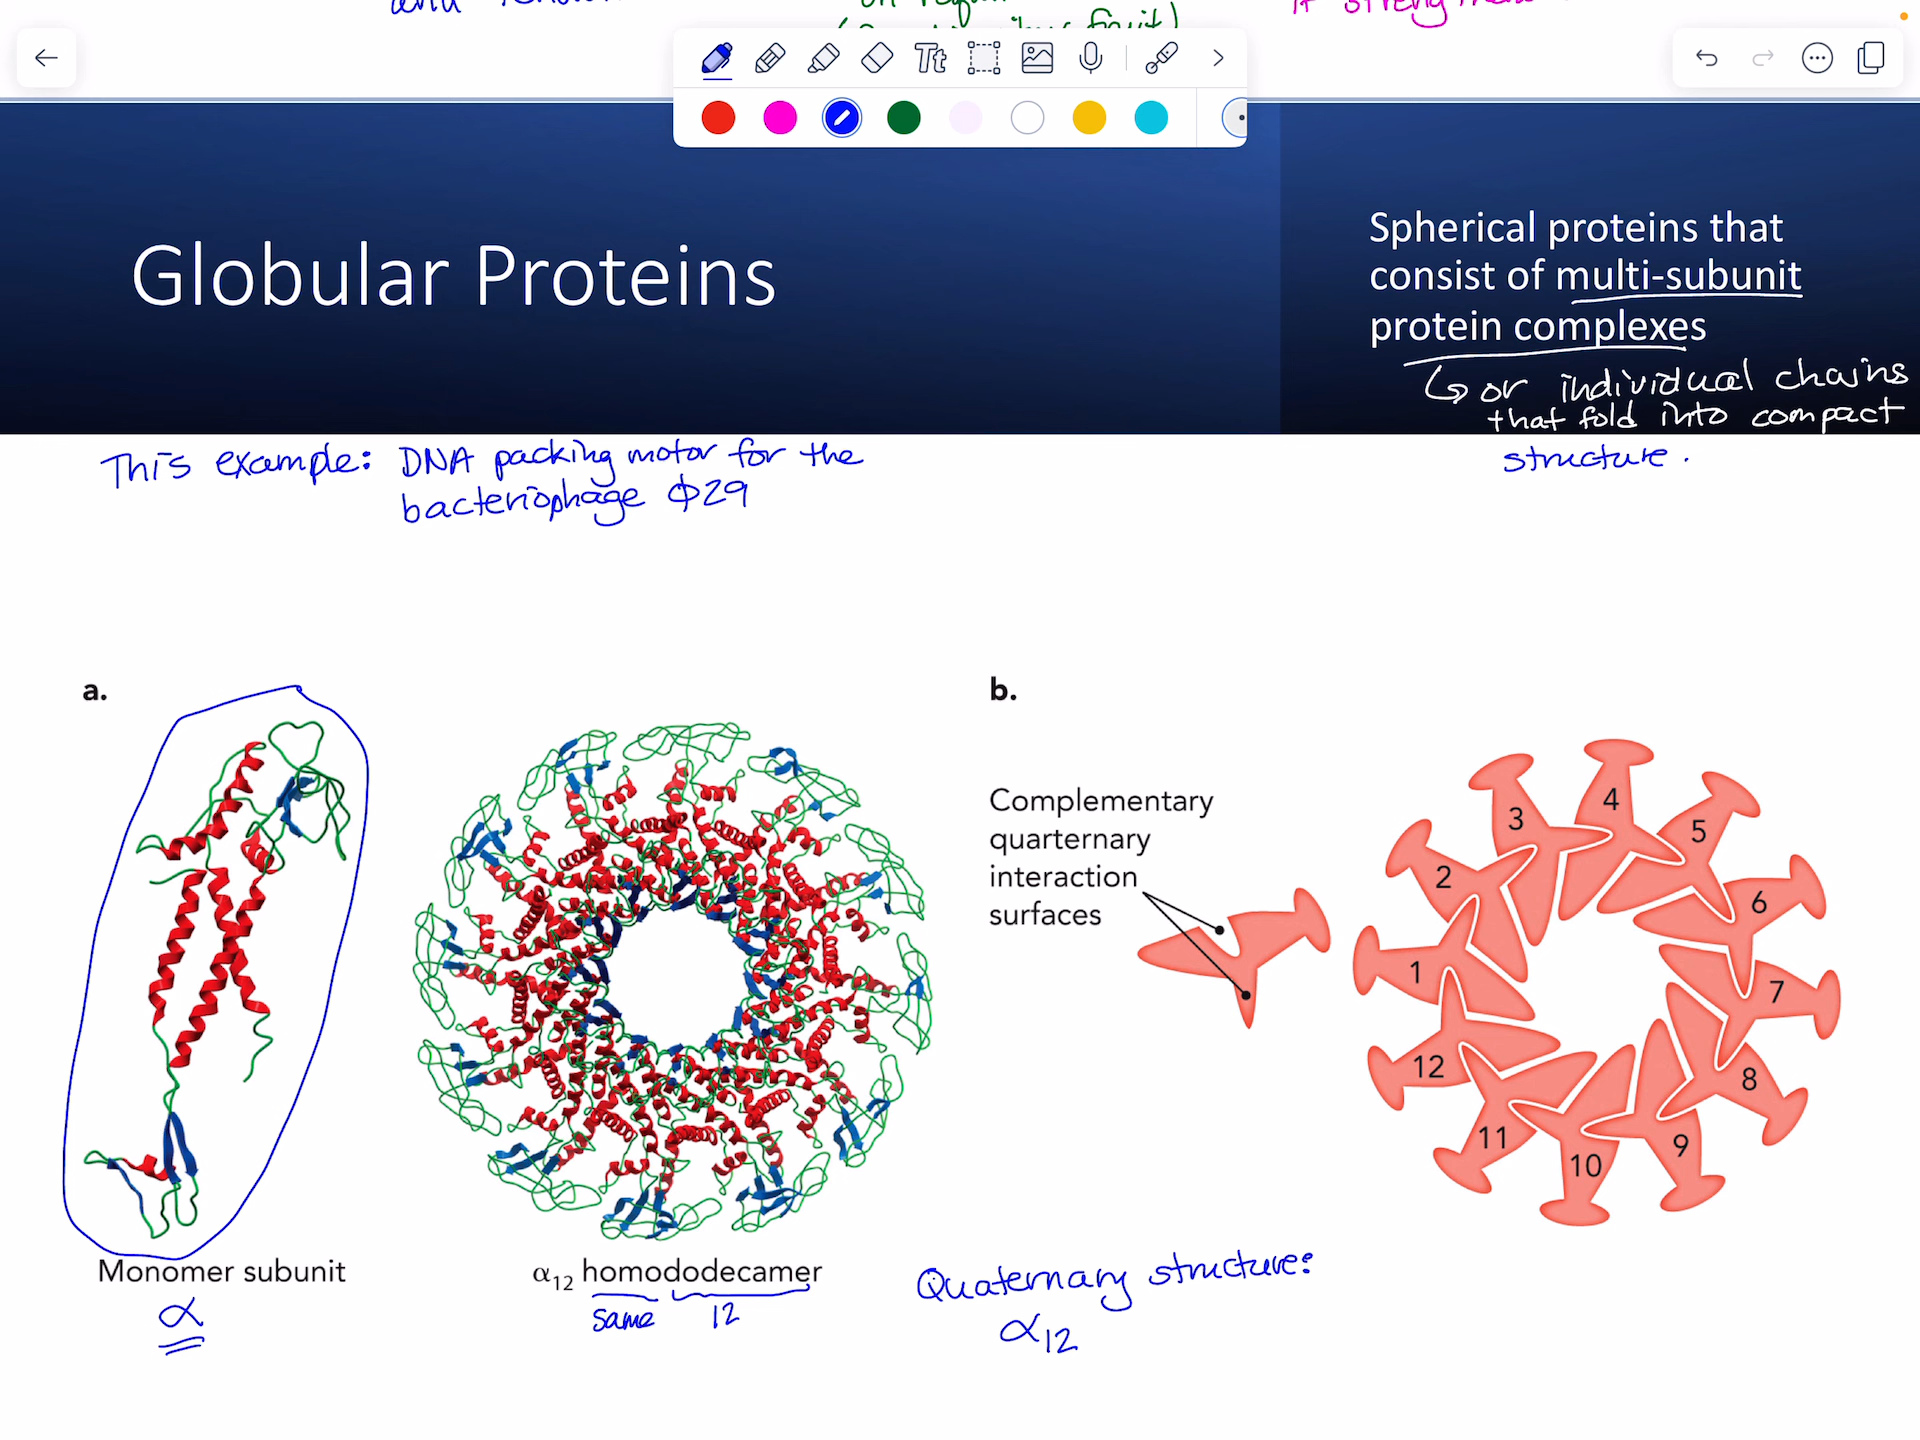 Tt
Globular Proteins
Spherical proteins that
consist of multi-subunit
protein complexes
↳ or individual chains
that fold into compact
structure.
This example: DNA packing motor for the
bacteriophage Φ29
a.
Monomer subunit
α
α12 homododecamer
same 12
b.
Complementary
quarternary
interaction
surfaces
1
2
3
4
5
6
7
8
9
10
11
12
Quaternary structure:
α12